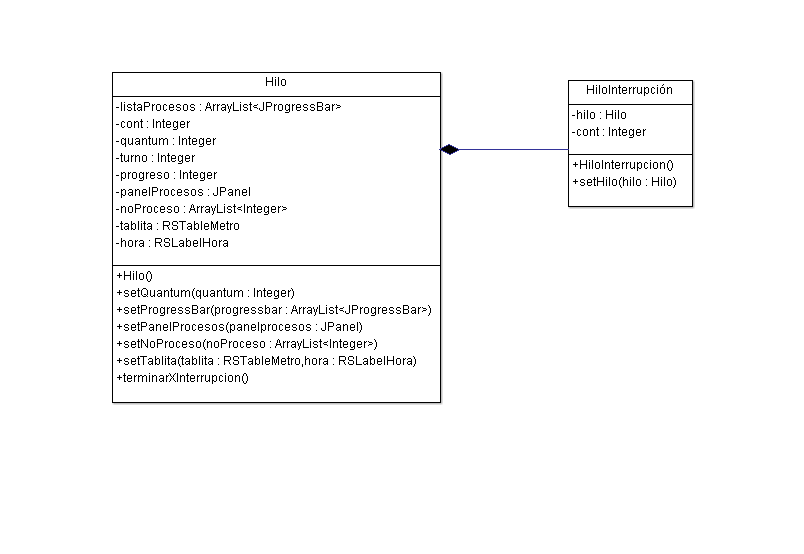 Hilo
-listaProcesos : ArrayList<JProgressBar>
-cont : Integer
-quantum : Integer
-turno : Integer
-progreso : Integer
-panelProcesos : JPanel
-noProceso : ArrayList<Integer>
-tablita : RSTableMetro
-hora : RSLabelHora
+Hilo()
+setQuantum(quantum : Integer)
+setProgressBar(progressbar : ArrayList<JProgressBar>)
+setPanelProcesos(panelprocesos : JPanel)
+setNoProceso(noProceso : ArrayList<Integer>)
+setTablita(tablita : RSTableMetro,hora : RSLabelHora)
+terminarXInterrupcion()
HiloInterrupción
-hilo : Hilo
-cont : Integer
+HiloInterrupcion()
+setHilo(hilo : Hilo)